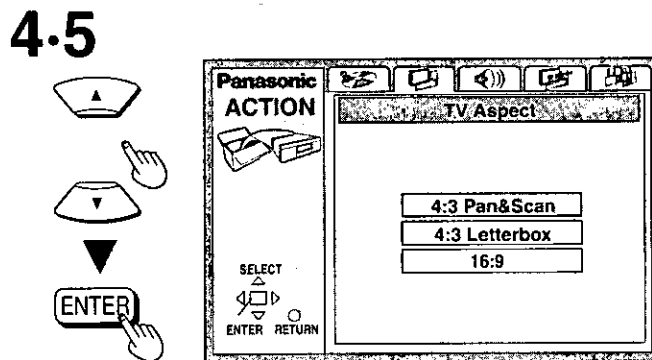 4·5
ENTER
Panasonic
ACTION
SELECT
ENTER RETURN
TV Aspect
4:3 Pan&Scan
4:3 Letterbox
16:9